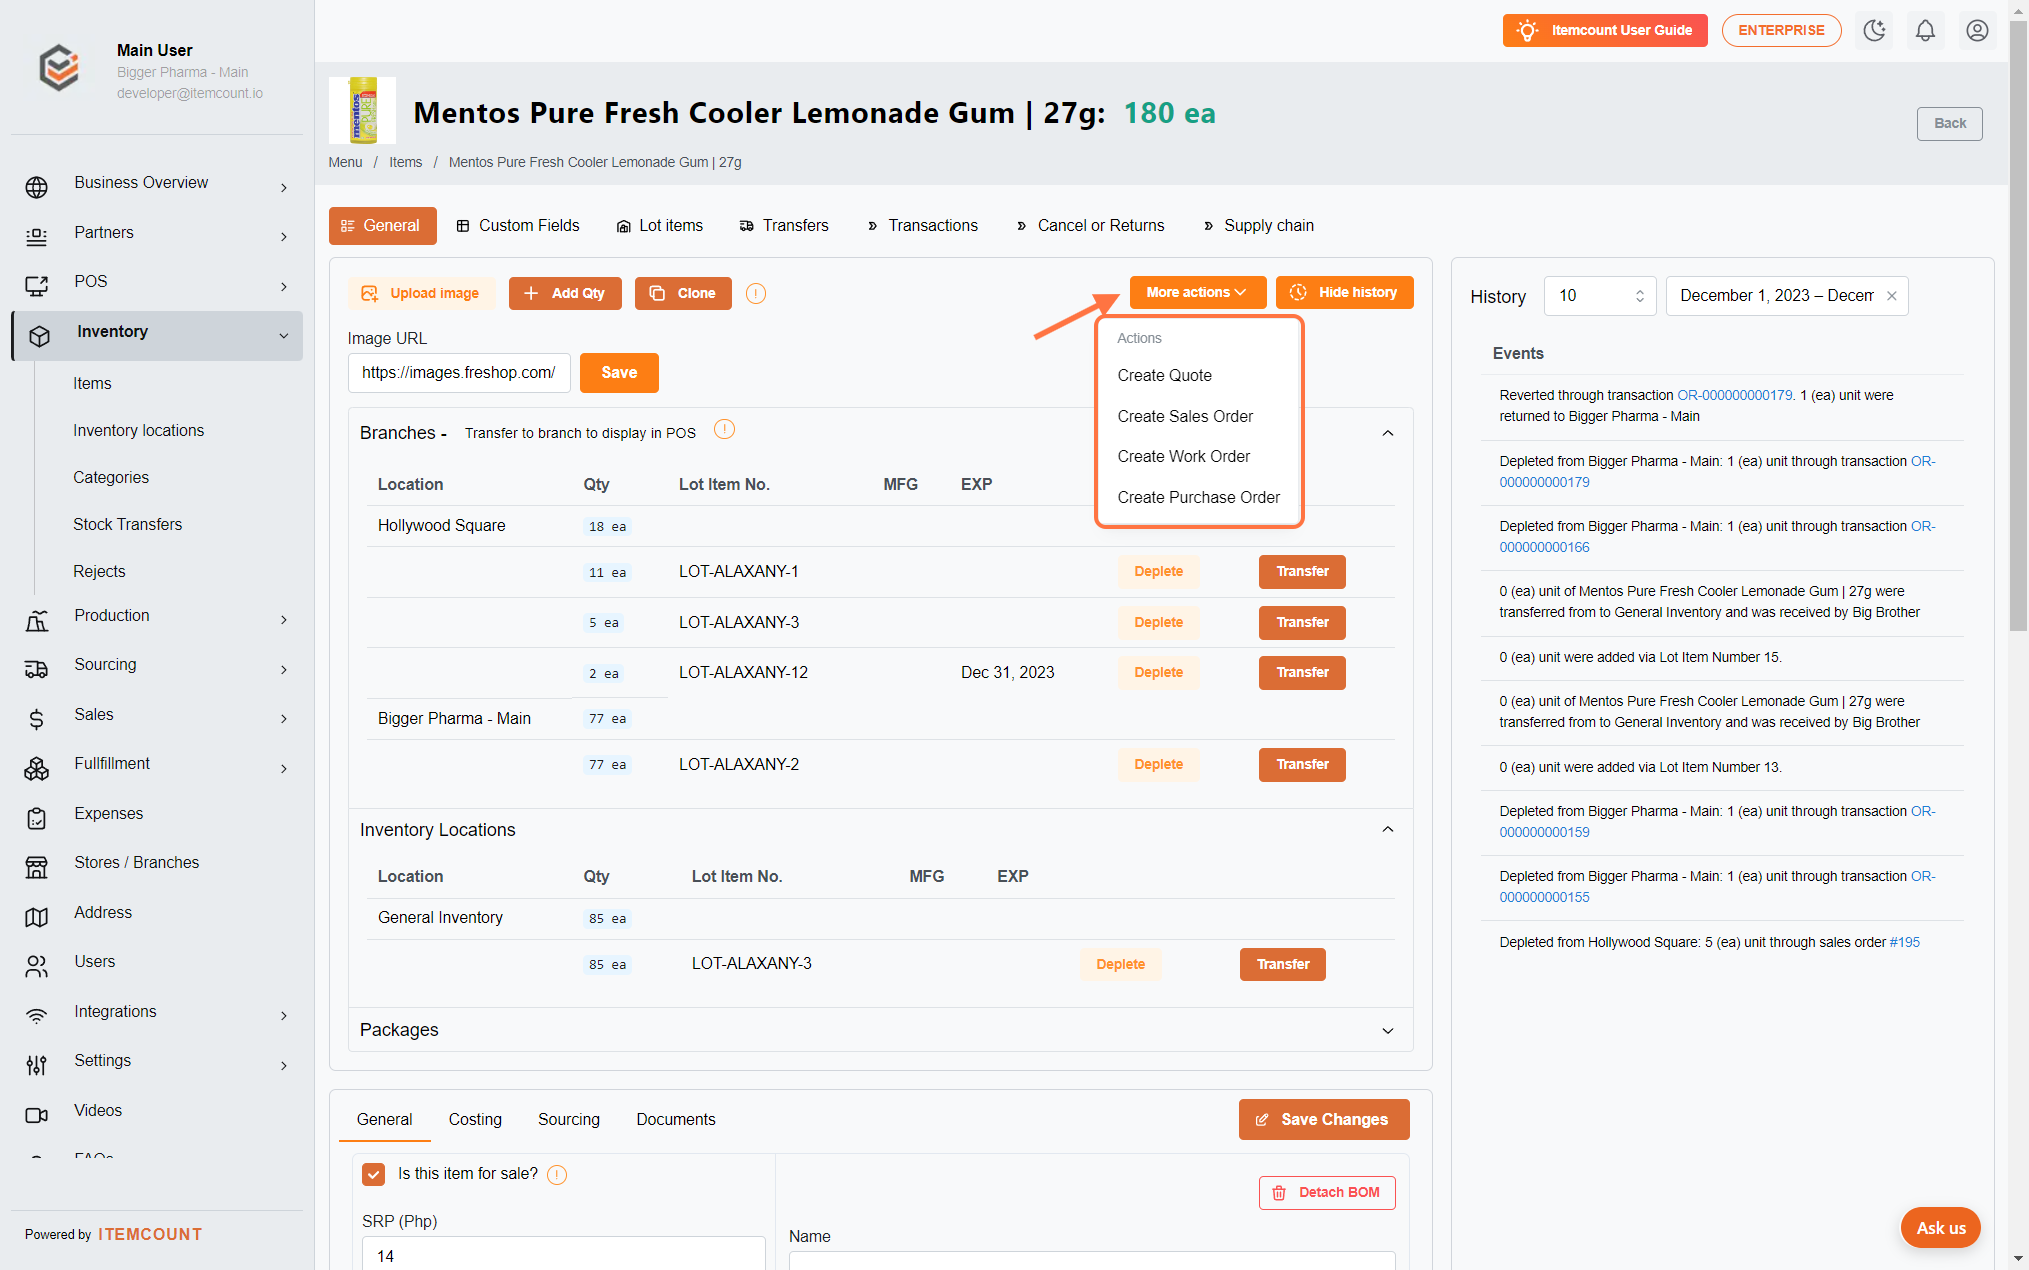 Main User
Bigger Pharma - Main
developer@itemcount.io
Business Overview
Partners
POS
Inventory
Items
Inventory locations
Categories
Stock Transfers
Rejects
Production
Sourcing
Sales
Fullfillment
Expenses
Stores / Branches
Address
Users
Integrations
Settings
Videos
FAQs
Powered by ITEMCOUNT
Itemcount User Guide
ENTERPRISE
mentos
Mentos Pure Fresh Cooler Lemonade Gum | 27g: 180 ea
Back
Menu / Items / Mentos Pure Fresh Cooler Lemonade Gum | 27g
General Custom Fields Lot items Transfers Transactions Cancel or Returns Supply chain
Upload image Add Qty Clone More actions Hide history
Image URL
https://images.freshop.com/ Save
Actions
Create Quote
Create Sales Order
Create Work Order
Create Purchase Order
Branches - Transfer to branch to display in POS
Location Qty Lot Item No. MFG EXP
Hollywood Square 18 ea
11 ea LOT-ALAXANY-1 Deplete Transfer
5 ea LOT-ALAXANY-3 Deplete Transfer
2 ea LOT-ALAXANY-12 Dec 31, 2023 Deplete Transfer
Bigger Pharma - Main 77 ea
77 ea LOT-ALAXANY-2 Deplete Transfer
Inventory Locations
Location Qty Lot Item No. MFG EXP
General Inventory 85 ea
85 ea LOT-ALAXANY-3 Deplete Transfer
Packages
General Costing Sourcing Documents Save Changes
Is this item for sale?
Detach BOM
SRP (Php)
14
Name
History 10 December 1, 2023 – Decem
Events
Reverted through transaction OR-000000000179. 1 (ea) unit were
returned to Bigger Pharma - Main
Depleted from Bigger Pharma - Main: 1 (ea) unit through transaction OR-
000000000179
Depleted from Bigger Pharma - Main: 1 (ea) unit through transaction OR-
000000000166
0 (ea) unit of Mentos Pure Fresh Cooler Lemonade Gum | 27g were
transferred from to General Inventory and was received by Big Brother
0 (ea) unit were added via Lot Item Number 15.
0 (ea) unit of Mentos Pure Fresh Cooler Lemonade Gum | 27g were
transferred from to General Inventory and was received by Big Brother
0 (ea) unit were added via Lot Item Number 13.
Depleted from Bigger Pharma - Main: 1 (ea) unit through transaction OR-
000000000159
Depleted from Bigger Pharma - Main: 1 (ea) unit through transaction OR-
000000000155
Depleted from Hollywood Square: 5 (ea) unit through sales order #195
Ask us